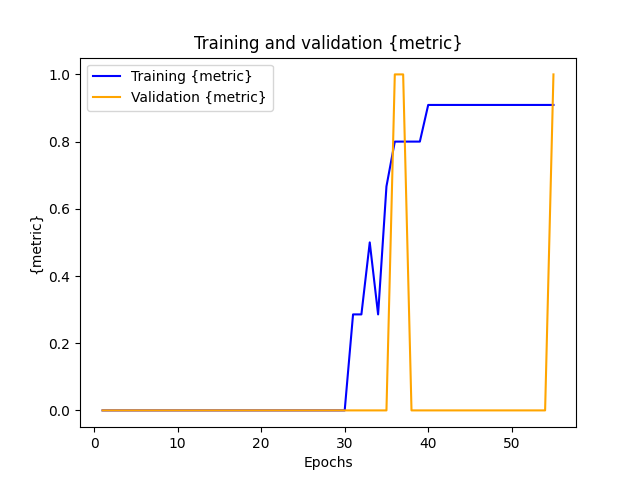 Training and validation {metric}
Training {metric}
Validation {metric}
1.0
0.8
0.6
0.4
0.2
0.0
{metric}
0 10 20 30 40 50
Epochs